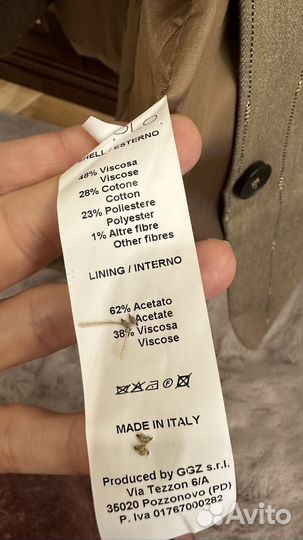 SHELL / ESTERNO
48% Viscosa
Viscose
28% Cotone
Cotton
23% Poliestere
Polyester
1% Altre fibre
Other fibres
LINING / INTERNO
62% Acetato
Acetate
38% Viscosa
Viscose
MADE IN ITALY
Produced by GGZ s.r.l.
Via Tezzon 6/A
35020 Pozzonovo (PD)
P. Iva 01767000282
Avito